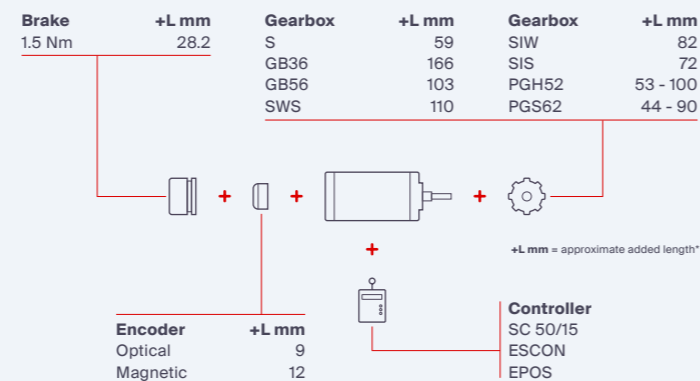 Brake +L mm
1.5 Nm 28.2
Gearbox +L mm
S 59
GB36 166
GB56 103
SWS 110
Gearbox +L mm
SIW 82
SIS 72
PGH52 53 - 100
PGS62 44 - 90
+ + +
+
+L mm = approximate added length*
Encoder +L mm
Optical 9
Magnetic 12
Controller
SC 50/15
ESCON
EPOS